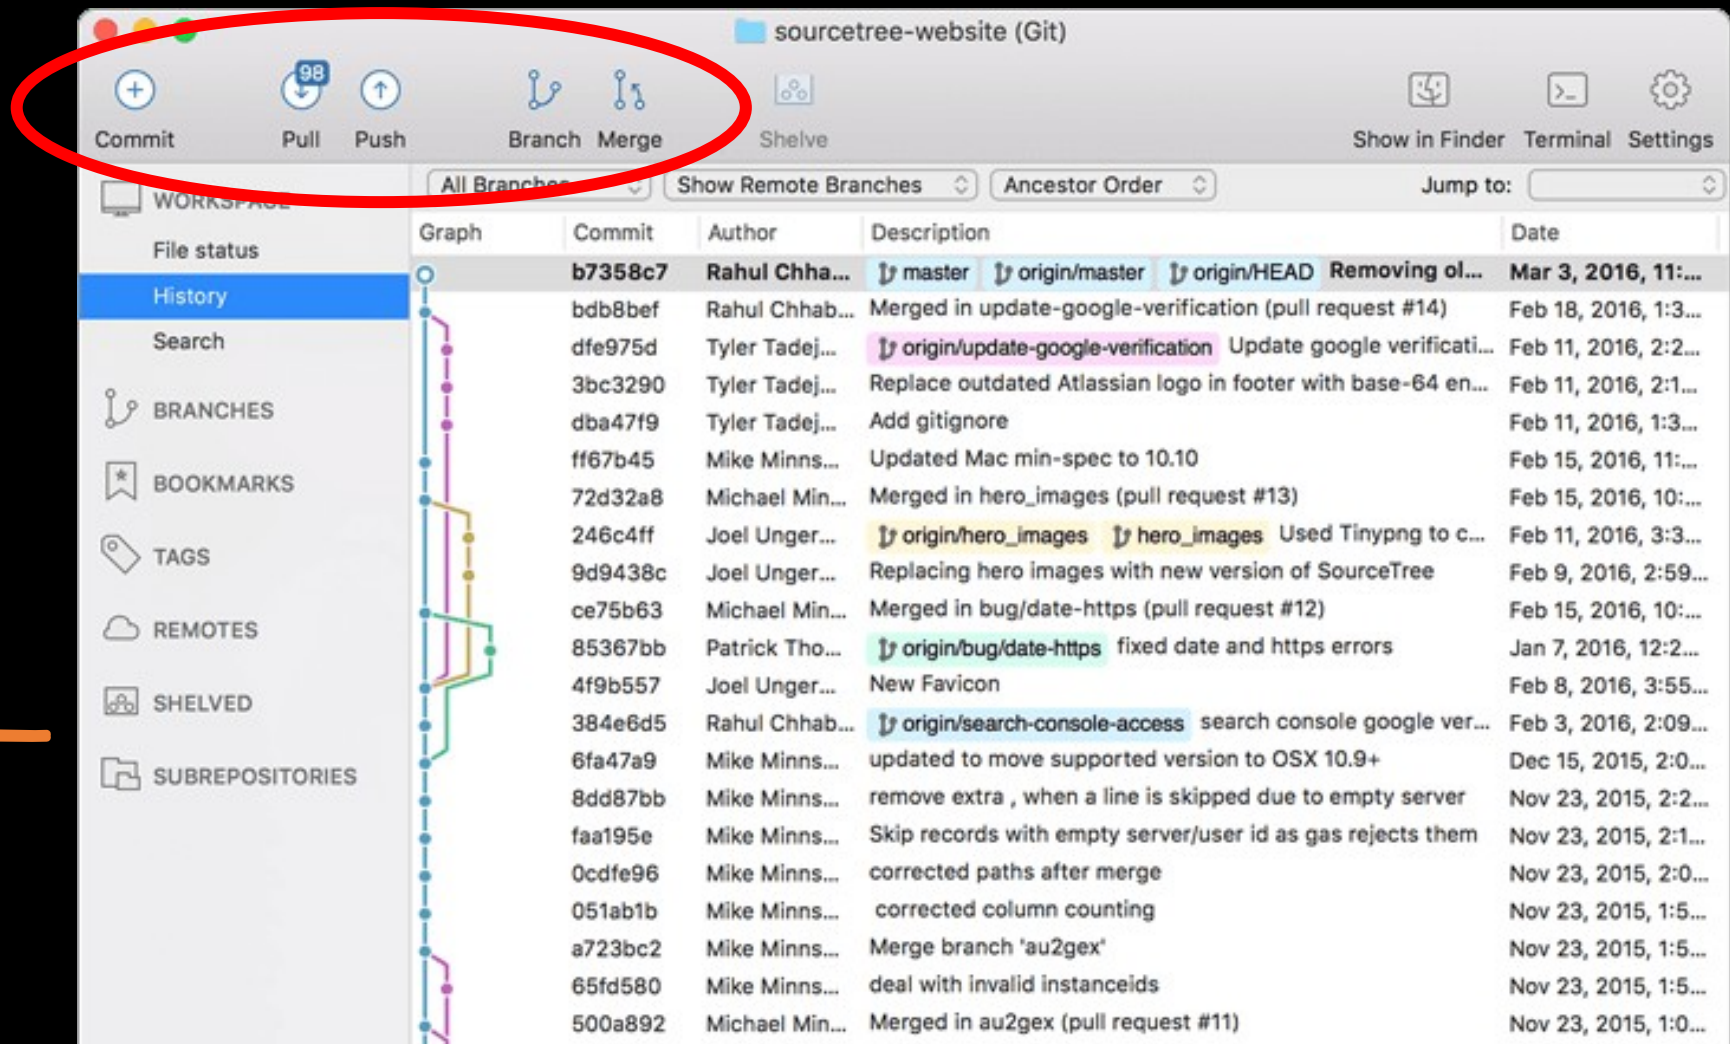 sourcetree-website (Git)
98
Commit Pull Push Branch Merge Shelve Show in Finder Terminal Settings
WORKSPACE All Branches Show Remote Branches Ancestor Order Jump to:
Graph Commit Author Description Date
File status
History
Search
BRANCHES
BOOKMARKS
TAGS
REMOTES
SHELVED
SUBREPOSITORIES
b7358c7 Rahul Chha... master origin/master origin/HEAD Removing ol... Mar 3, 2016, 11:...
bdb8bef Rahul Chhab... Merged in update-google-verification (pull request #14) Feb 18, 2016, 1:3...
dfe975d Tyler Tadej... origin/update-google-verification Update google verificati... Feb 11, 2016, 2:2...
3bc3290 Tyler Tadej... Replace outdated Atlassian logo in footer with base-64 en... Feb 11, 2016, 2:1...
dba47f9 Tyler Tadej... Add gitignore Feb 11, 2016, 1:3...
ff67b45 Mike Minns... Updated Mac min-spec to 10.10 Feb 15, 2016, 11:...
72d32a8 Michael Min... Merged in hero_images (pull request #13) Feb 15, 2016, 10:...
246c4ff Joel Unger... origin/hero_images hero_images Used Tinypng to c... Feb 11, 2016, 3:3...
9d9438c Joel Unger... Replacing hero images with new version of SourceTree Feb 9, 2016, 2:59...
ce75b63 Michael Min... Merged in bug/date-https (pull request #12) Feb 15, 2016, 10:...
85367bb Patrick Tho... origin/bug/date-https fixed date and https errors Jan 7, 2016, 12:2...
4f9b557 Joel Unger... New Favicon Feb 8, 2016, 3:55...
384e6d5 Rahul Chhab... origin/search-console-access search console google ver... Feb 3, 2016, 2:09...
6fa47a9 Mike Minns... updated to move supported version to OSX 10.9+ Dec 15, 2015, 2:0...
8dd87bb Mike Minns... remove extra , when a line is skipped due to empty server Nov 23, 2015, 2:2...
faa195e Mike Minns... Skip records with empty server/user id as gas rejects them Nov 23, 2015, 2:1...
0cdfe96 Mike Minns... corrected paths after merge Nov 23, 2015, 2:0...
051ab1b Mike Minns... corrected column counting Nov 23, 2015, 1:5...
a723bc2 Mike Minns... Merge branch 'au2gex' Nov 23, 2015, 1:5...
65fd580 Mike Minns... deal with invalid instanceids Nov 23, 2015, 1:5...
500a892 Michael Min... Merged in au2gex (pull request #11) Nov 23, 2015, 1:0...